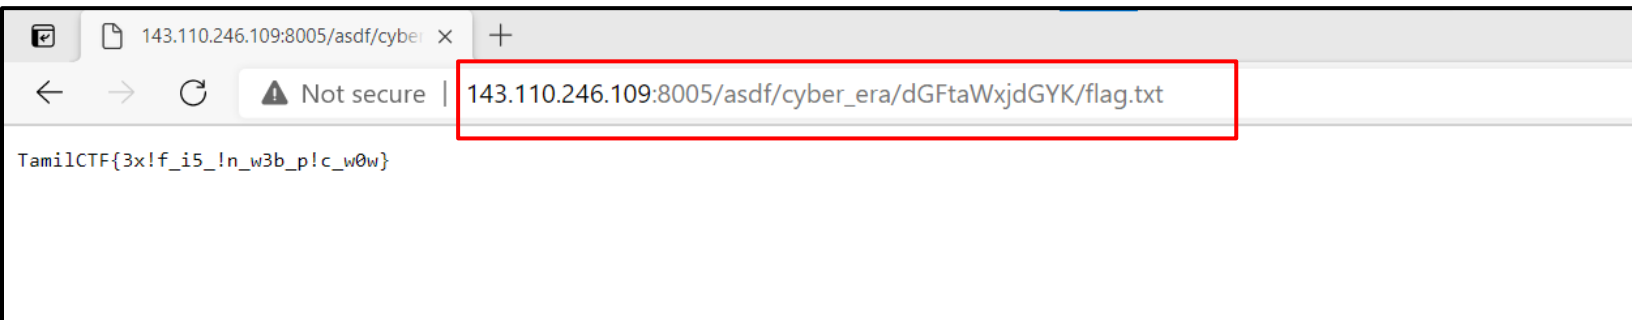 143.110.246.109:8005/asdf/cyber
Not secure | 143.110.246.109:8005/asdf/cyber_era/dGFtaWxjdGYK/flag.txt
TamilCTF{3x!f_i5_!n_w3b_p!c_w0w}